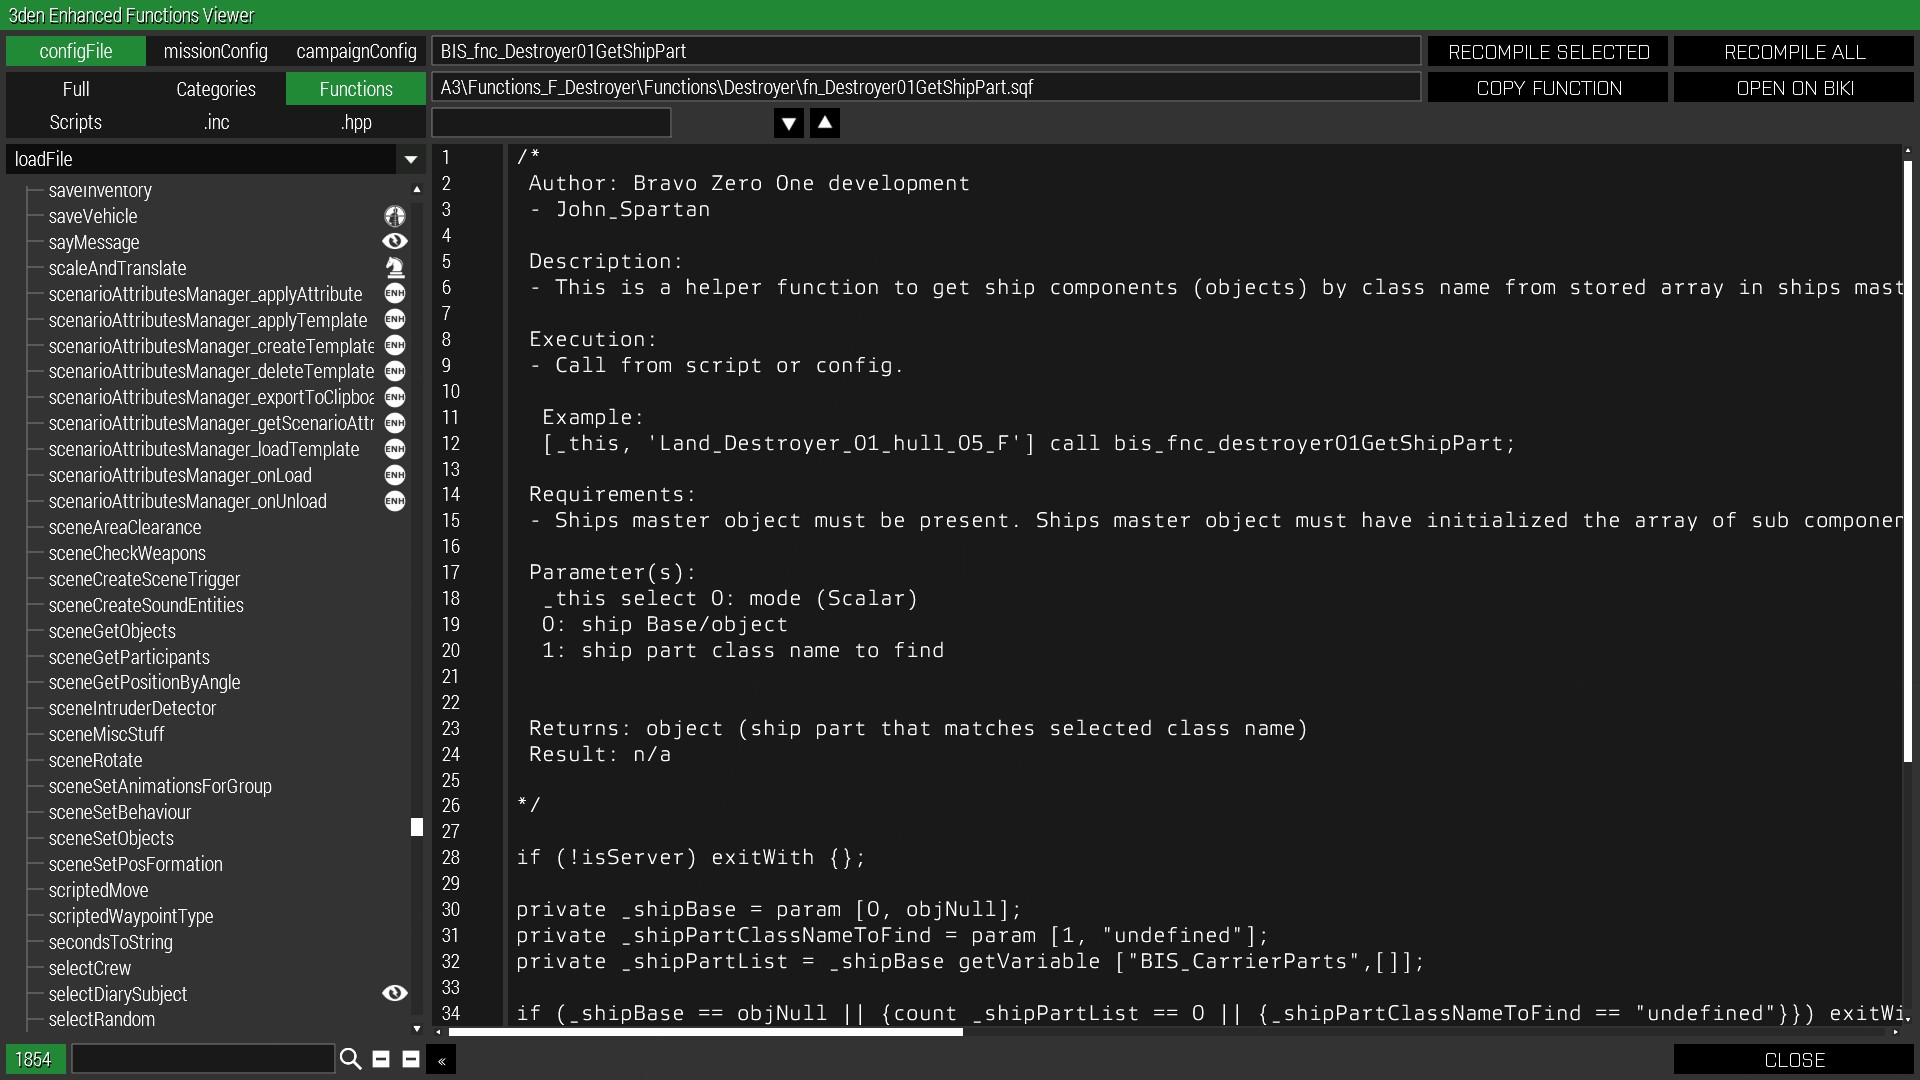 3den Enhanced Functions Viewer
configFile missionConfig campaignConfig
BIS_fnc_Destroyer01GetShipPart
RECOMPILE SELECTED RECOMPILE ALL
Full Categories Functions
A3\Functions_F_Destroyer\Functions\Destroyer\fn_Destroyer01GetShipPart.sqf
COPY FUNCTION OPEN ON BIKI
Scripts .inc .hpp
loadFile
saveInventory
saveVehicle
sayMessage
scaleAndTranslate
scenarioAttributesManager_applyAttribute ENH
scenarioAttributesManager_applyTemplate ENH
scenarioAttributesManager_createTemplate ENH
scenarioAttributesManager_deleteTemplate ENH
scenarioAttributesManager_exportToClipboa ENH
scenarioAttributesManager_getScenarioAttr ENH
scenarioAttributesManager_loadTemplate ENH
scenarioAttributesManager_onLoad ENH
scenarioAttributesManager_onUnload ENH
sceneAreaClearance
sceneCheckWeapons
sceneCreateSceneTrigger
sceneCreateSoundEntities
sceneGetObjects
sceneGetParticipants
sceneGetPositionByAngle
sceneIntruderDetector
sceneMiscStuff
sceneRotate
sceneSetAnimationsForGroup
sceneSetBehaviour
sceneSetObjects
sceneSetPosFormation
scriptedMove
scriptedWaypointType
secondsToString
selectCrew
selectDiarySubject
selectRandom
1 /*
2 Author: Bravo Zero One development
3 - John_Spartan
4
5 Description:
6 - This is a helper function to get ship components (objects) by class name from stored array in ships mast
7
8 Execution:
9 - Call from script or config.
10
11 Example:
12 [_this, 'Land_Destroyer_01_hull_05_F'] call bis_fnc_destroyer01GetShipPart;
13
14 Requirements:
15 - Ships master object must be present. Ships master object must have initialized the array of sub componen
16
17 Parameter(s):
18 _this select 0: mode (Scalar)
19 0: ship Base/object
20 1: ship part class name to find
21
22
23 Returns: object (ship part that matches selected class name)
24 Result: n/a
25
26 */
27
28 if (!isServer) exitWith {};
29
30 private _shipBase = param [0, objNull];
31 private _shipPartClassNameToFind = param [1, "undefined"];
32 private _shipPartList = _shipBase getVariable ["BIS_CarrierParts",[]];
33
34 if (_shipBase == objNull || {count _shipPartList == 0 || {_shipPartClassNameToFind == "undefined"}}) exitWi
1854 «
CLOSE